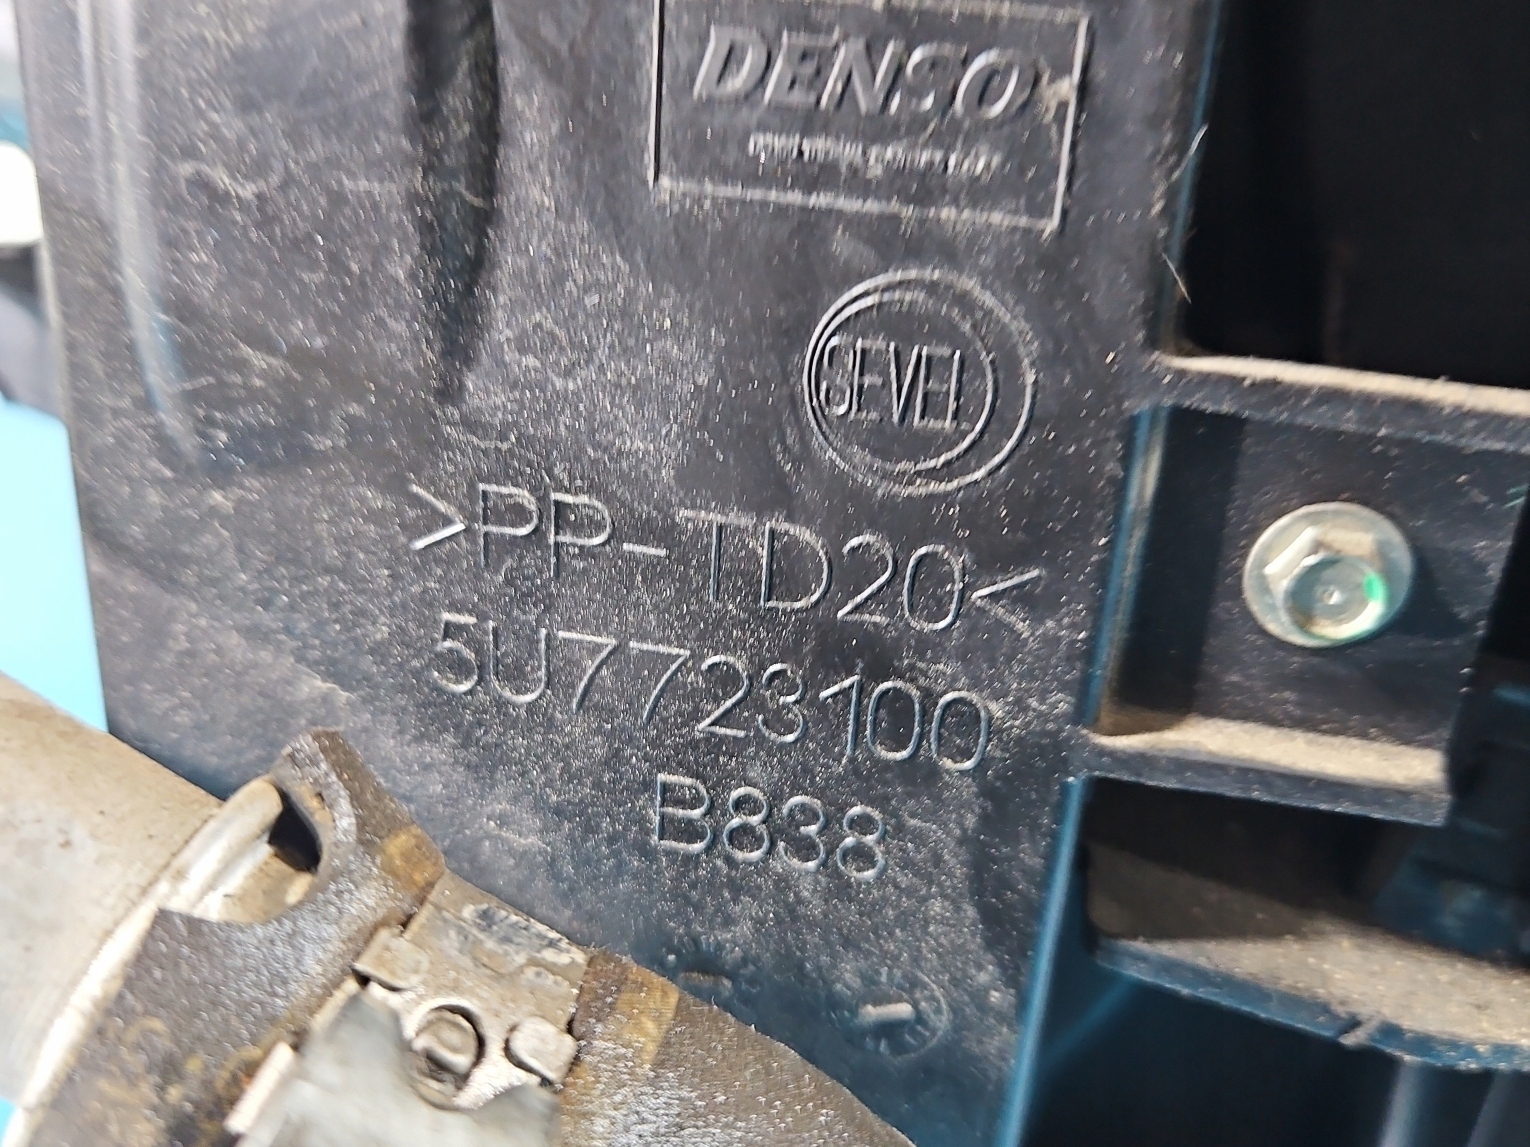 DENSO
SEVEL
>PP-TD20<
5U7723100
B838